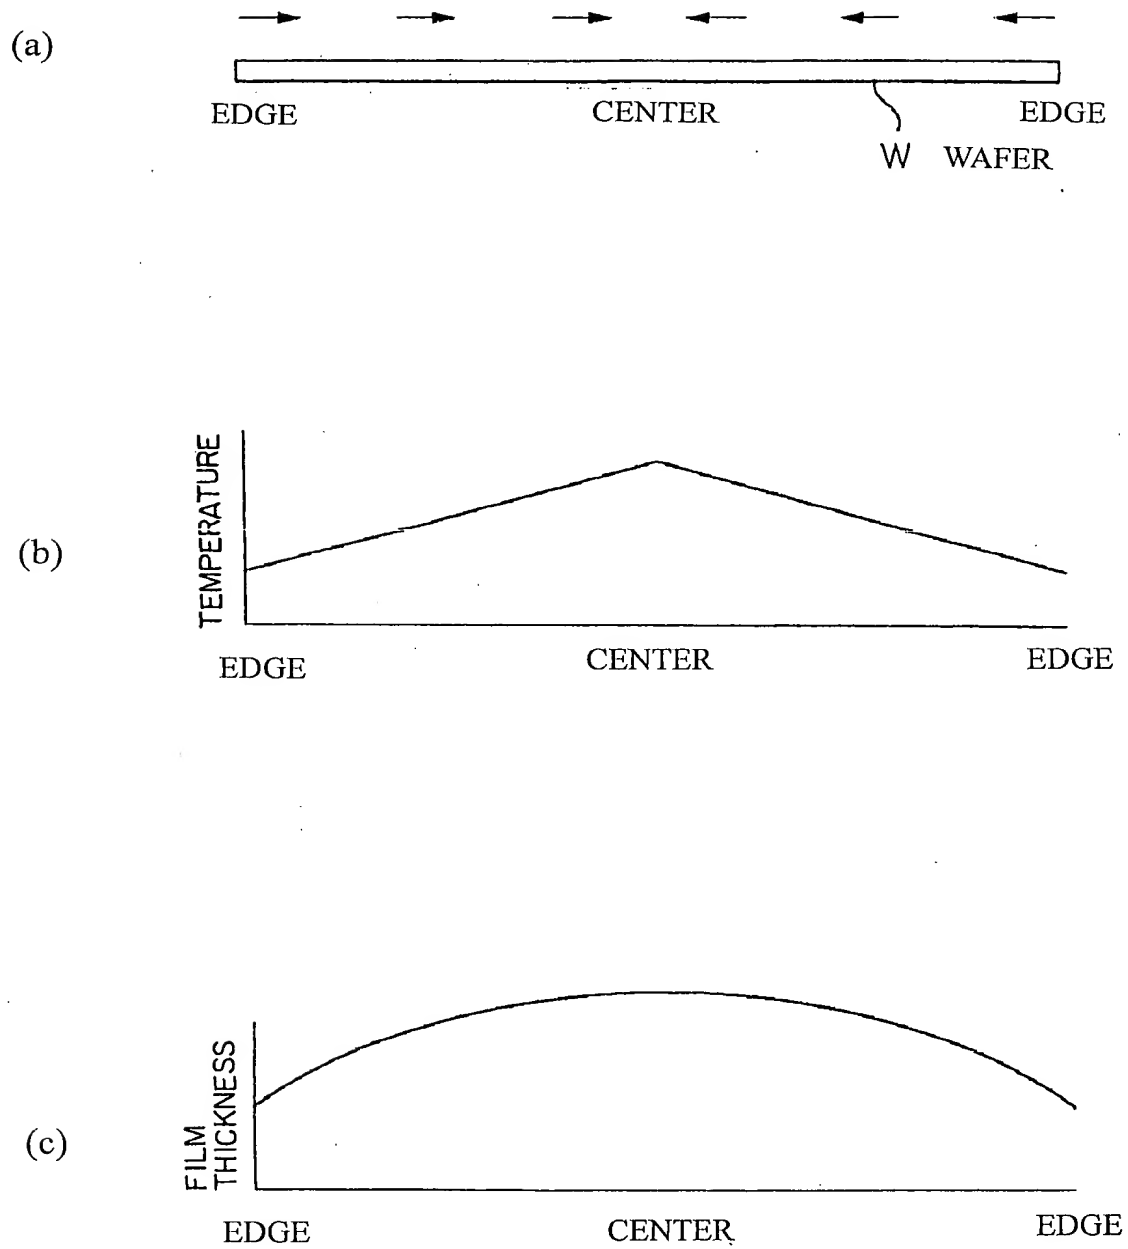 (a)
EDGE CENTER EDGE
W WAFER
(b)
TEMPERATURE
EDGE CENTER EDGE
(c)
FILM
THICKNESS
EDGE CENTER EDGE